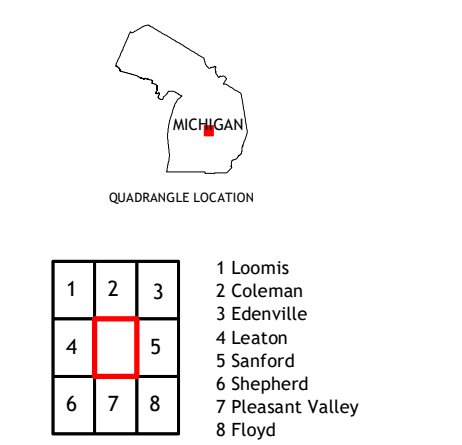 MICHIGAN
QUADRANGLE LOCATION
1 2 3
4 5
6 7 8
1 Loomis
2 Coleman
3 Edenville
4 Leaton
5 Sanford
6 Shepherd
7 Pleasant Valley
8 Floyd